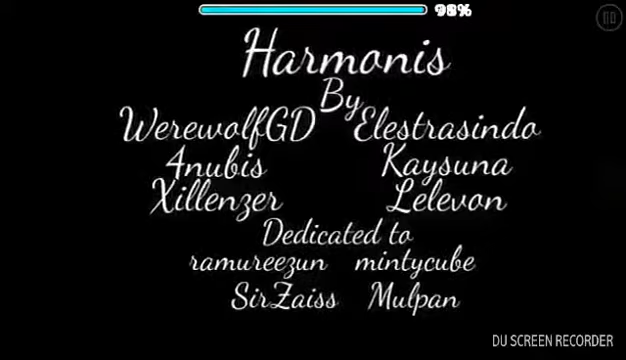 98%
Harmonis
By
WerewolfGD Elestrasindo
4nubis Kaysuna
Xillenzer Lelevon
Dedicated to
ramureezun mintycube
SirZaiss Mulpan
DU SCREEN RECORDER